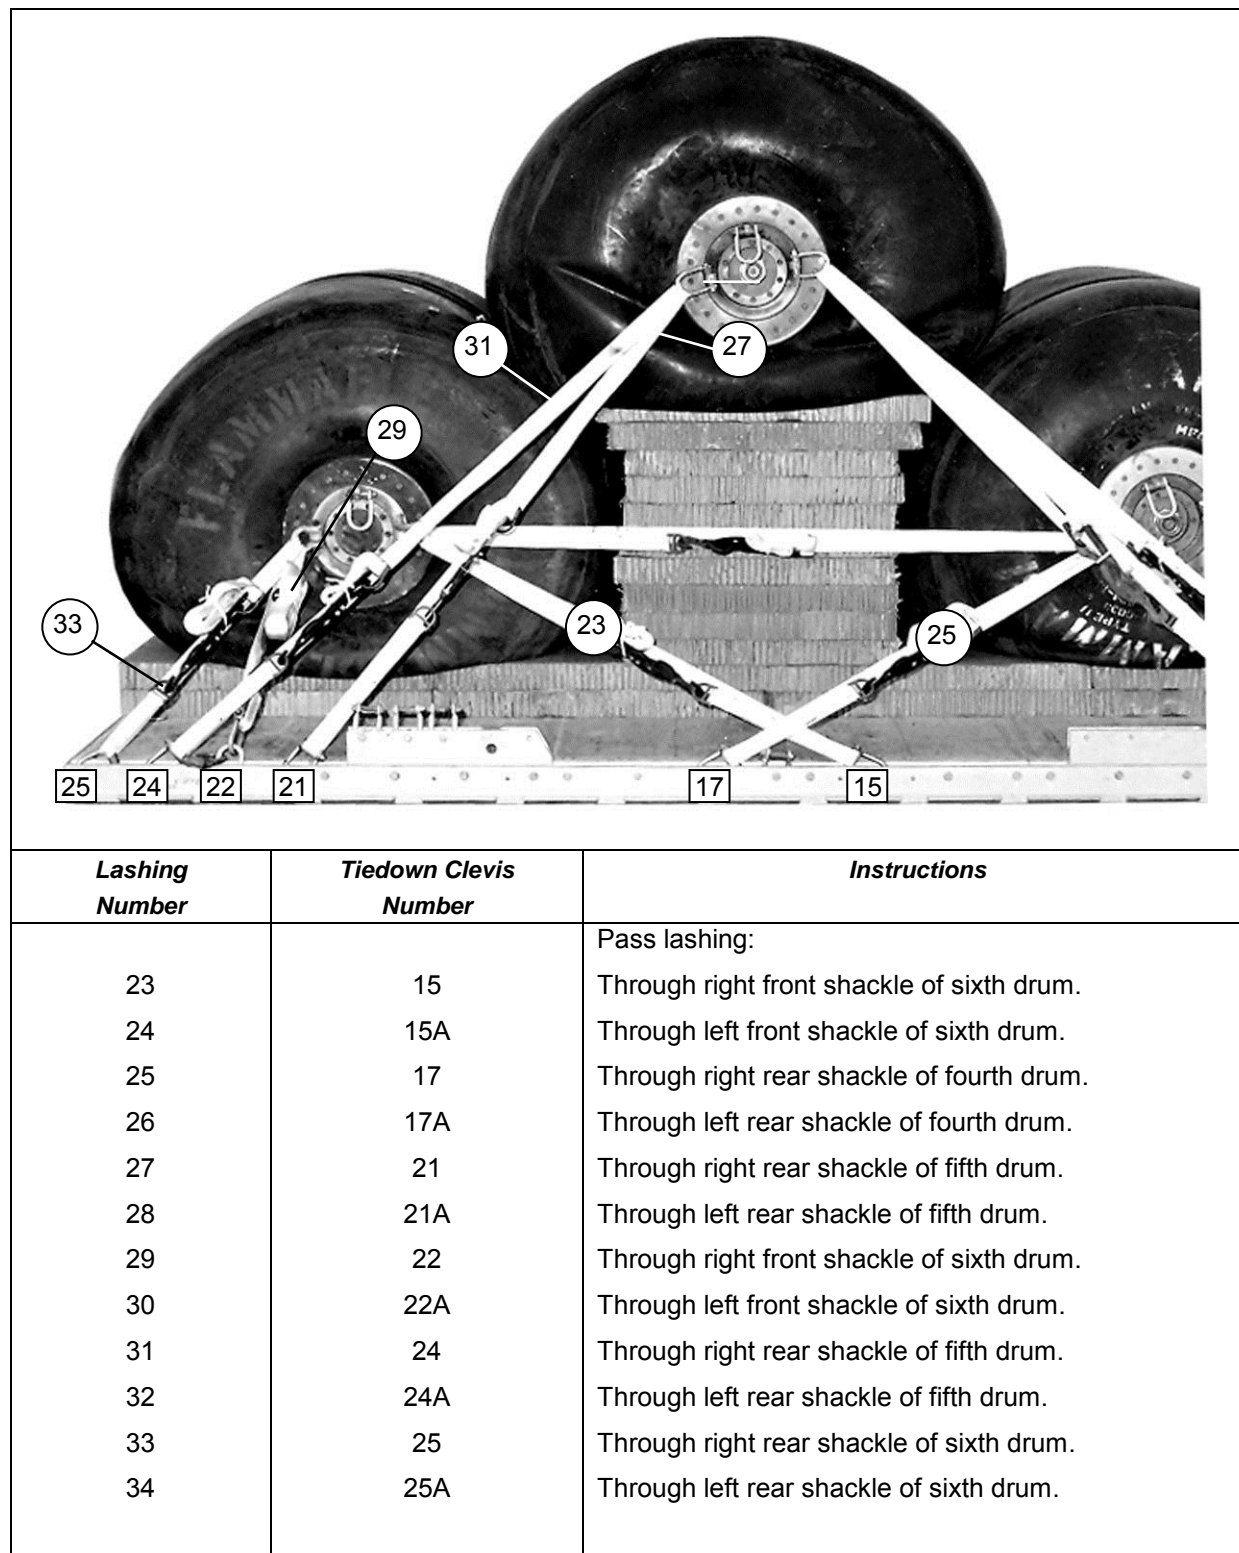 31
27
29
33
23
25
25 24 22 21 17 15
Lashing Number
Tiedown Clevis Number
Instructions
Pass lashing:
23 15 Through right front shackle of sixth drum.
24 15A Through left front shackle of sixth drum.
25 17 Through right rear shackle of fourth drum.
26 17A Through left rear shackle of fourth drum.
27 21 Through right rear shackle of fifth drum.
28 21A Through left rear shackle of fifth drum.
29 22 Through right front shackle of sixth drum.
30 22A Through left front shackle of sixth drum.
31 24 Through right rear shackle of fifth drum.
32 24A Through left rear shackle of fifth drum.
33 25 Through right rear shackle of sixth drum.
34 25A Through left rear shackle of sixth drum.